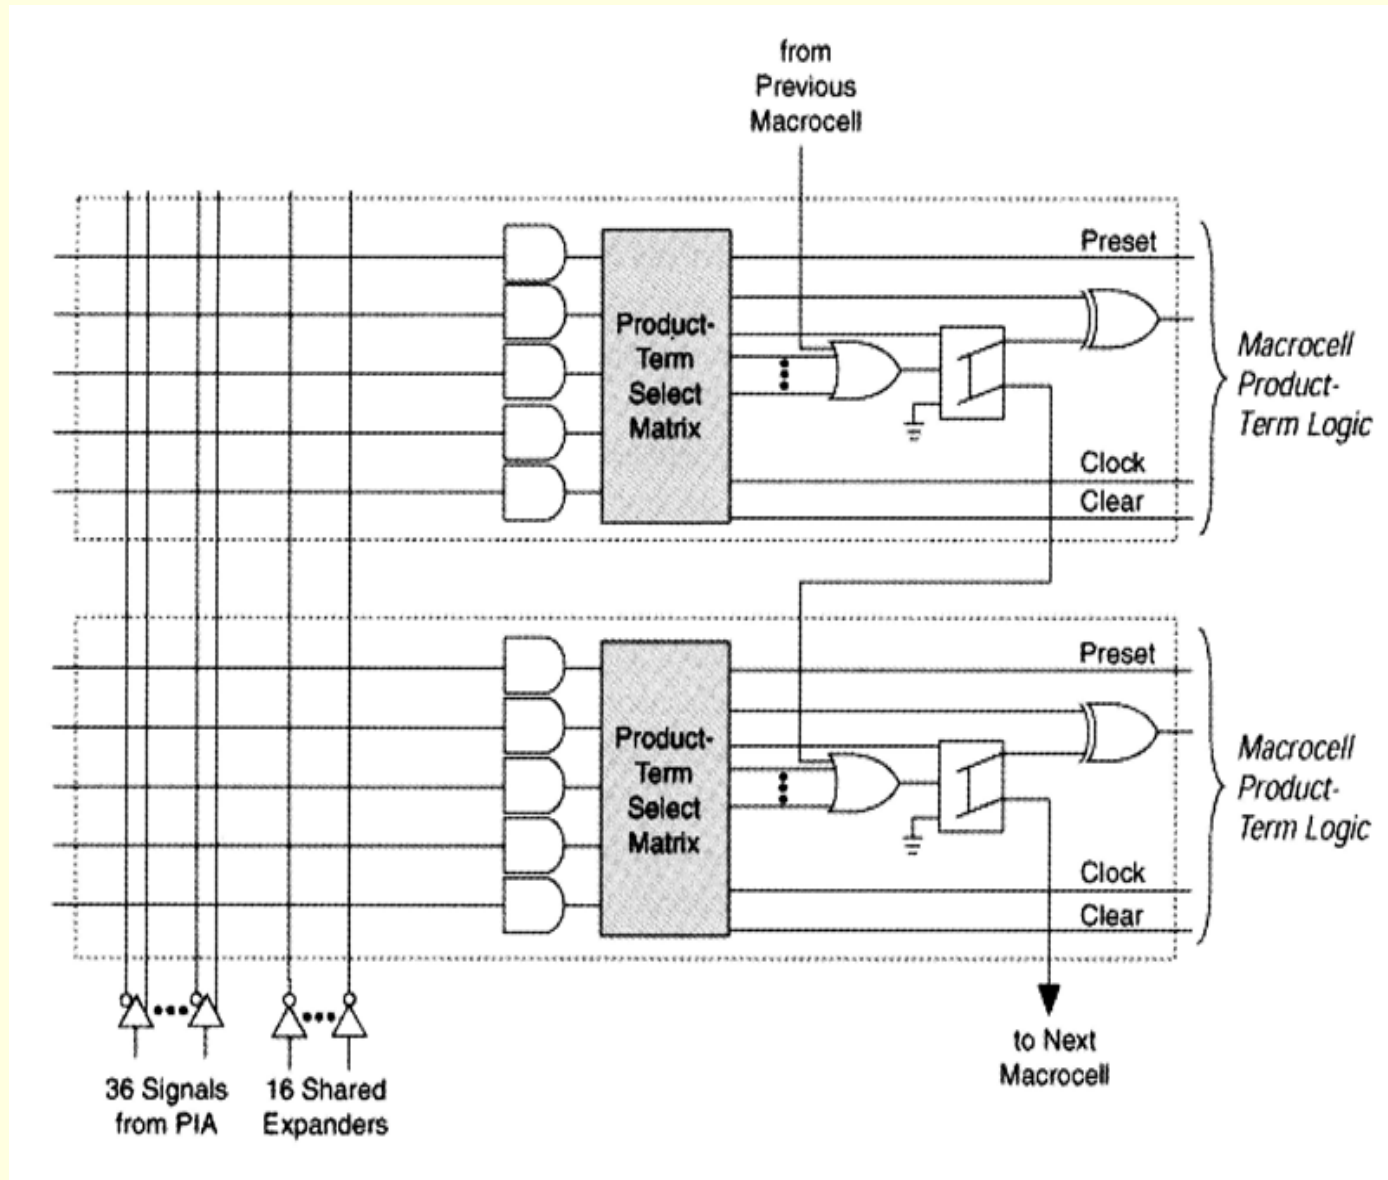 from
Previous
Macrocell
Preset
Product-
Term
Select
Matrix
Macrocell
Product-
Term Logic
Clock
Clear
Preset
Product-
Term
Select
Matrix
Macrocell
Product-
Term Logic
Clock
Clear
to Next
Macrocell
36 Signals
from PIA
16 Shared
Expanders